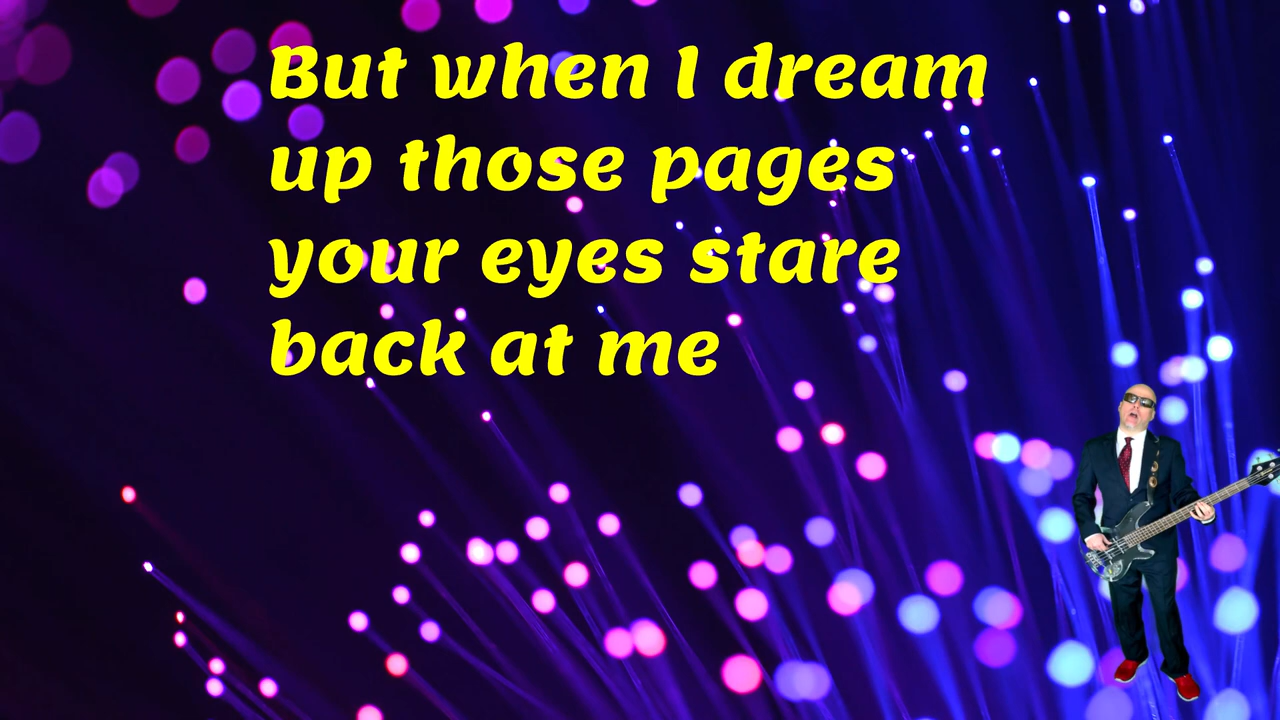 But when I dream
up those pages
your eyes stare
back at me